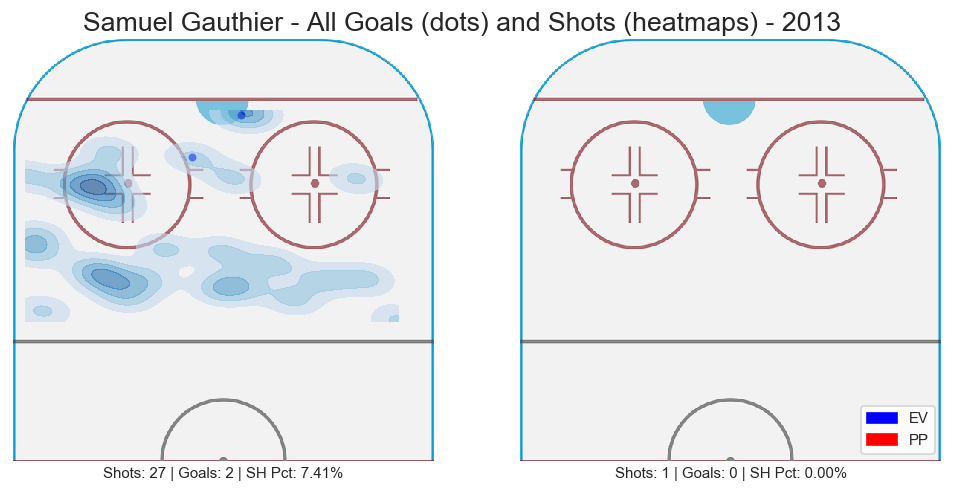 Samuel Gauthier - All Goals (dots) and Shots (heatmaps) - 2013
EV
PP
Shots: 27 | Goals: 2 | SH Pct: 7.41%
Shots: 1 | Goals: 0 | SH Pct: 0.00%